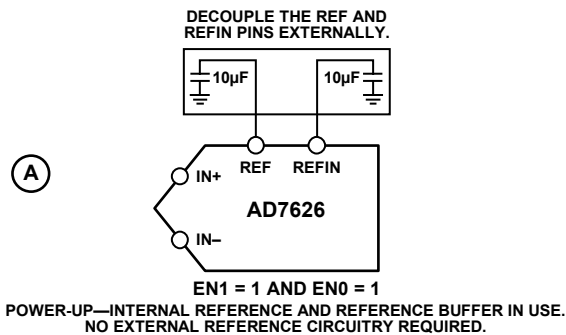 DECOUPLE THE REF AND
REFIN PINS EXTERNALLY.
10µF
10µF
REF
REFIN
A
IN+
AD7626
IN–
EN1 = 1 AND EN0 = 1
POWER-UP—INTERNAL REFERENCE AND REFERENCE BUFFER IN USE.
NO EXTERNAL REFERENCE CIRCUITRY REQUIRED.